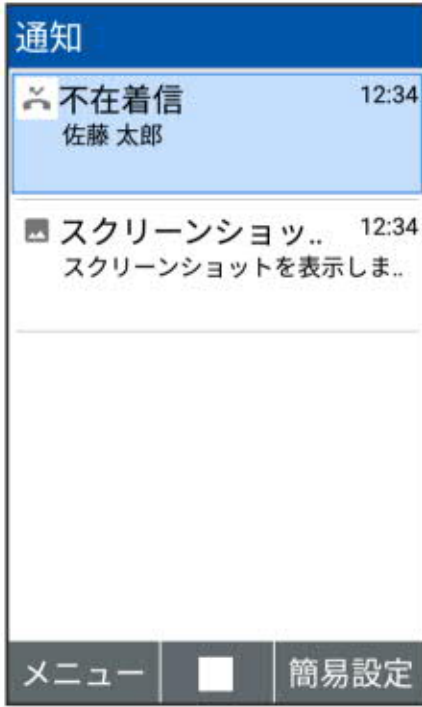 通知
不在着信 12:34
佐藤 太郎
スクリーンショッ.. 12:34
スクリーンショットを表示しま..
メニュー 簡易設定